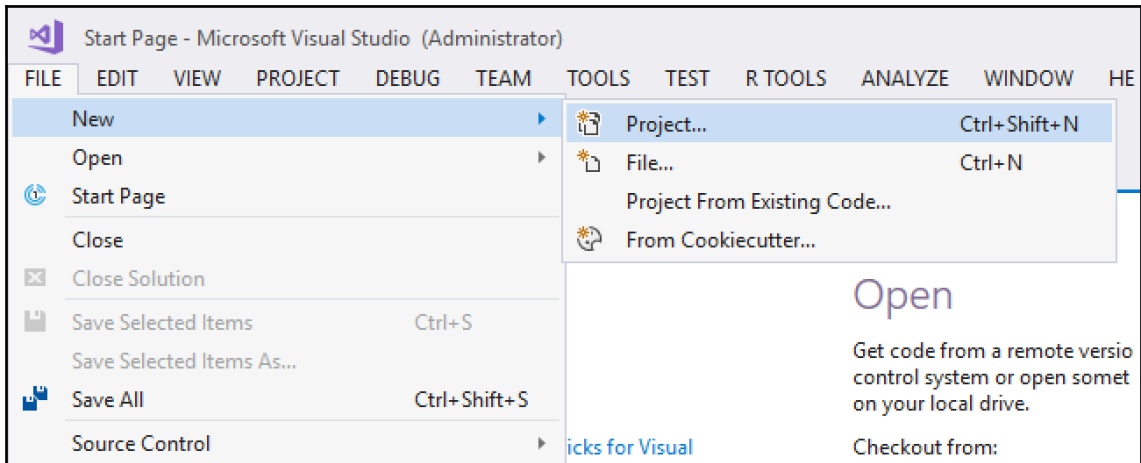 Start Page - Microsoft Visual Studio (Administrator)
FILE EDIT VIEW PROJECT DEBUG TEAM TOOLS TEST R TOOLS ANALYZE WINDOW HE
New
Project... Ctrl+Shift+N
Open
File... Ctrl+N
Start Page
Project From Existing Code...
Close
From Cookiecutter...
Close Solution
Open
Save Selected Items Ctrl+S
Save Selected Items As...
Get code from a remote versio
control system or open somet
on your local drive.
Save All Ctrl+Shift+S
Source Control
icks for Visual
Checkout from: